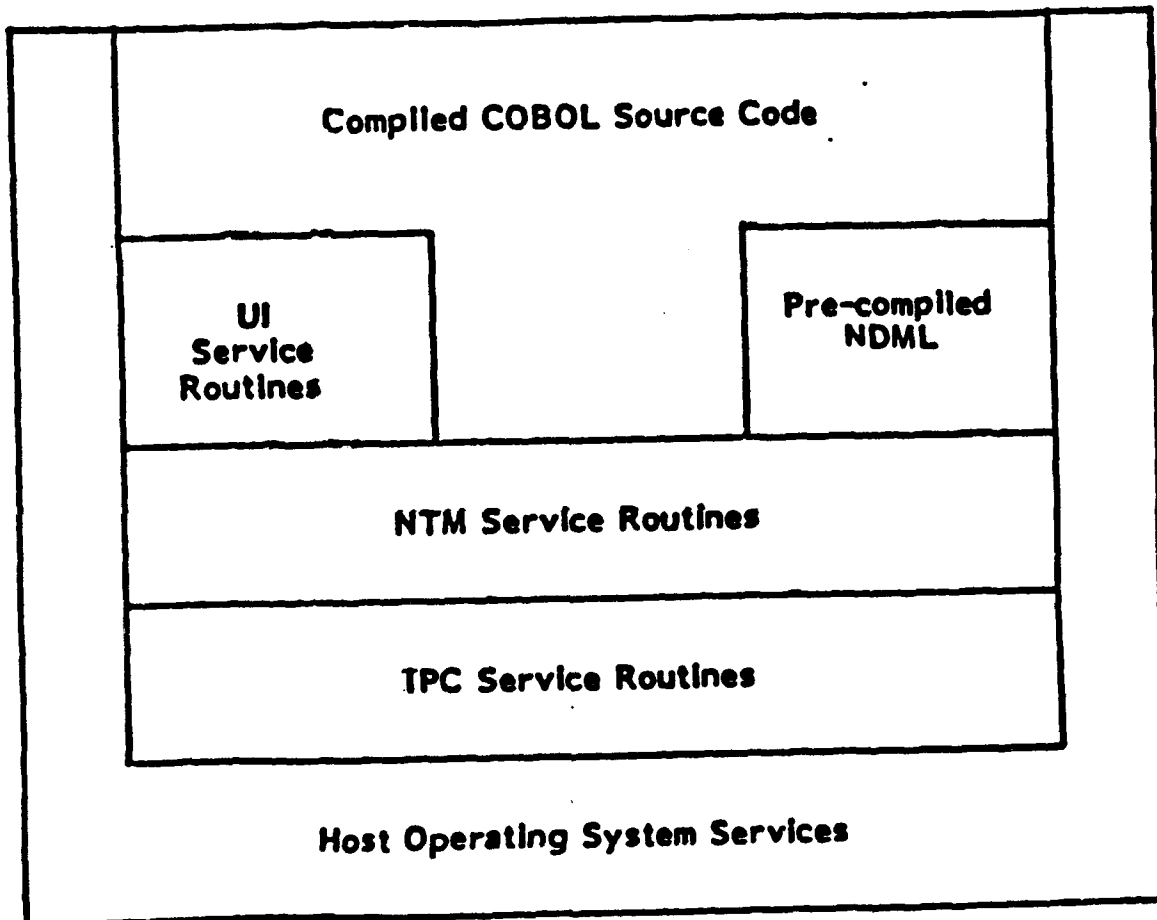 Compiled COBOL Source Code
UI
Service
Routines
Pre-compiled
NDML
NTM Service Routines
TPC Service Routines
Host Operating System Services